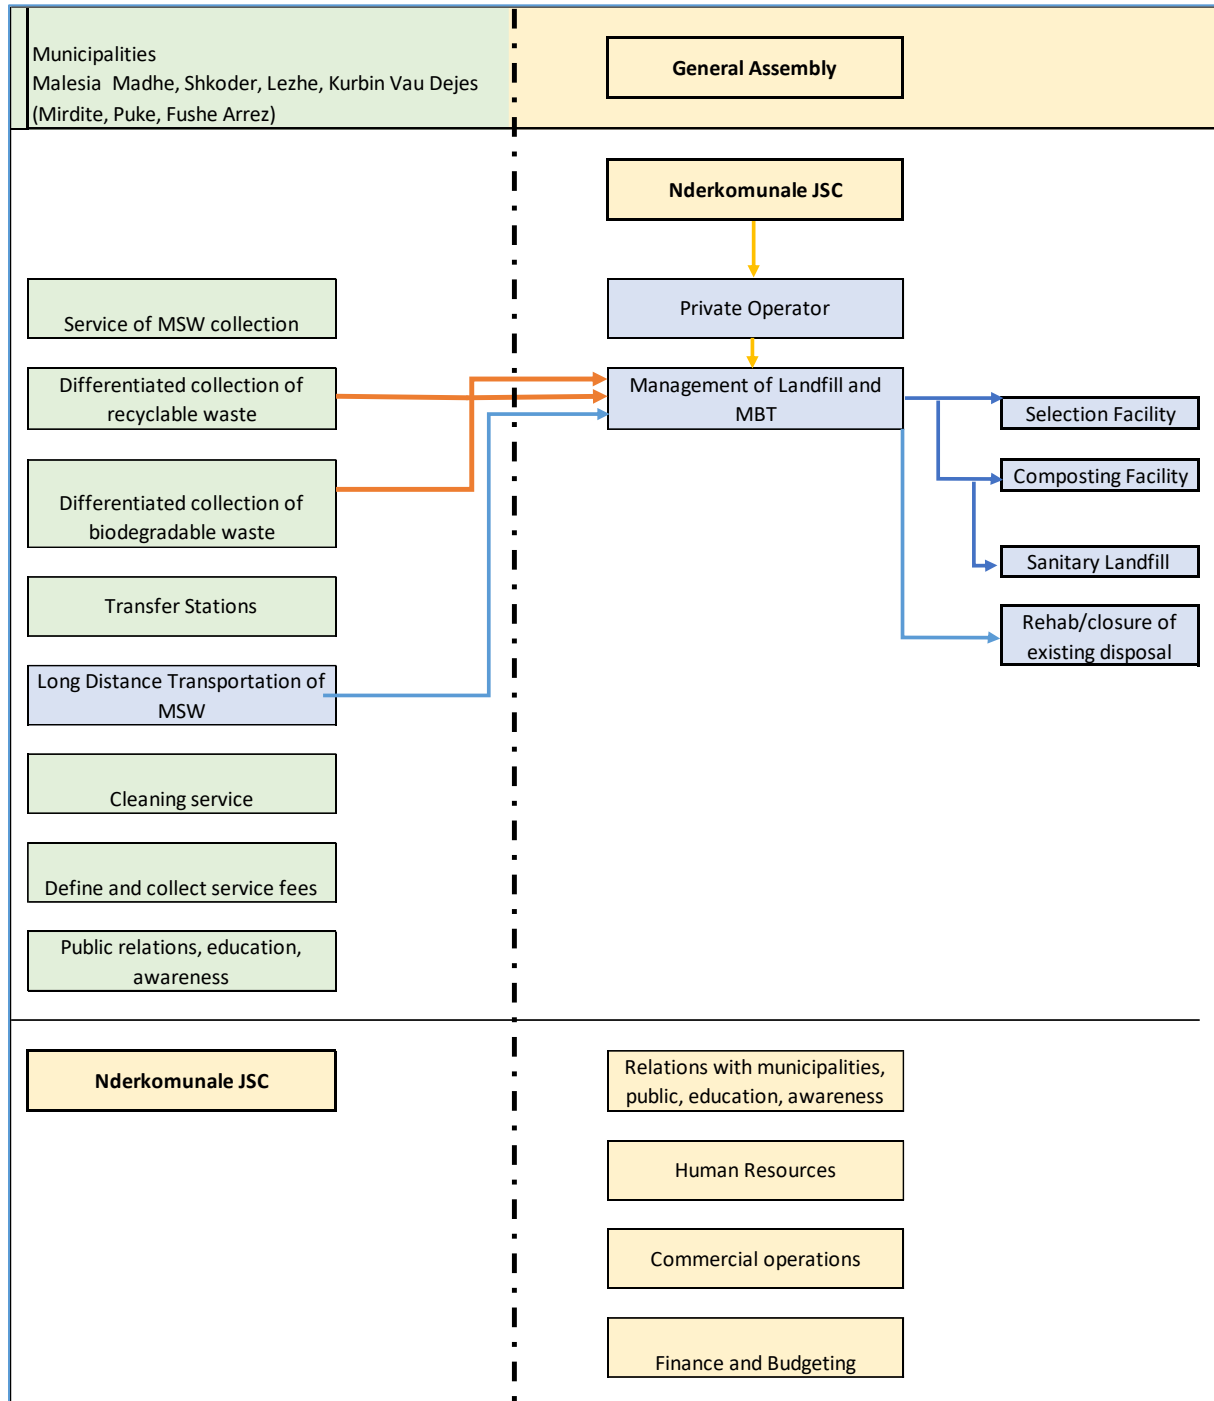 Municipalities
Malesia Madhe, Shkoder, Lezhe, Kurbin Vau Dejes
(Mirdite, Puke, Fushe Arrez)
General Assembly
Nderkomunale JSC
Private Operator
Management of Landfill and
MBT
Selection Facility
Composting Facility
Sanitary Landfill
Rehab/closure of
existing disposal
Service of MSW collection
Differentiated collection of
recyclable waste
Differentiated collection of
biodegradable waste
Transfer Stations
Long Distance Transportation of
MSW
Cleaning service
Define and collect service fees
Public relations, education,
awareness
Nderkomunale JSC
Relations with municipalities,
public, education, awareness
Human Resources
Commercial operations
Finance and Budgeting